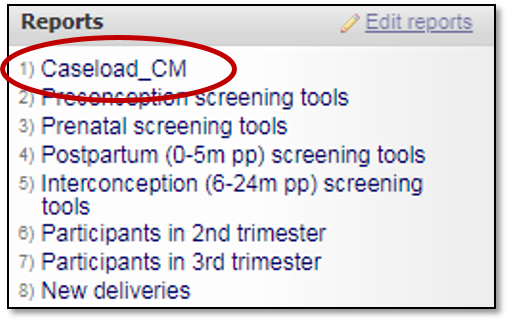 Reports Edit reports
1) Caseload_CM
2) Preconception screening tools
3) Prenatal screening tools
4) Postpartum (0-5m pp) screening tools
5) Interconception (6-24m pp) screening
tools
6) Participants in 2nd trimester
7) Participants in 3rd trimester
8) New deliveries